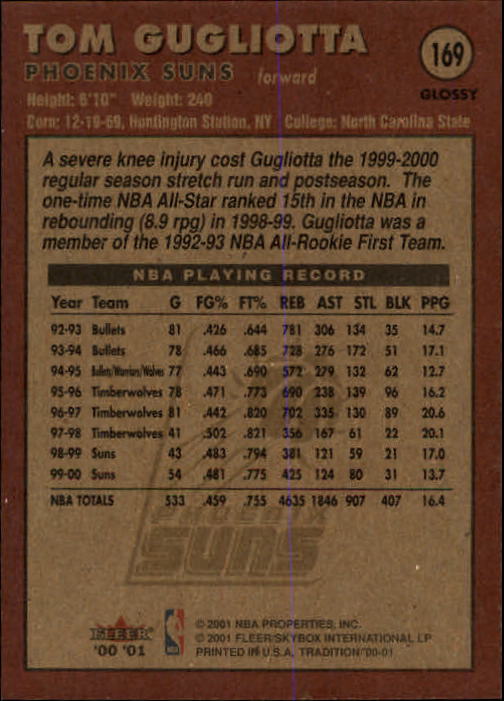 TOM GUGLIOTTA
169
PHOENIX SUNS forward
GLOSSY
Height: 6'10" Weight: 240
Born: 12-19-69, Huntington Station, NY College: North Carolina State
A severe knee injury cost Gugliotta the 1999-2000
regular season stretch run and postseason. The
one-time NBA All-Star ranked 15th in the NBA in
rebounding (8.9 rpg) in 1998-99. Gugliotta was a
member of the 1992-93 NBA All-Rookie First Team.
NBA PLAYING RECORD
Year Team G FG% FT% REB AST STL BLK PPG
92-93 Bullets 81 .426 .644 781 306 134 35 14.7
93-94 Bullets 78 .466 .685 728 276 172 51 17.1
94-95 Bullets/Warriors/Wolves 77 .443 .690 572 279 132 62 12.7
95-96 Timberwolves 78 .471 .773 690 238 139 96 16.2
96-97 Timberwolves 81 .442 .820 702 335 130 89 20.6
97-98 Timberwolves 41 .502 .821 356 167 61 22 20.1
98-99 Suns 43 .483 .794 381 121 59 21 17.0
99-00 Suns 54 .481 .775 425 124 80 31 13.7
NBA TOTALS 533 .459 .755 4635 1846 907 407 16.4
PHOENIX
SUNS
FLEER
'00 '01
NBA
© 2001 NBA PROPERTIES, INC.
© 2001 FLEER/SKYBOX INTERNATIONAL LP
PRINTED IN U.S.A. TRADITION '00-01